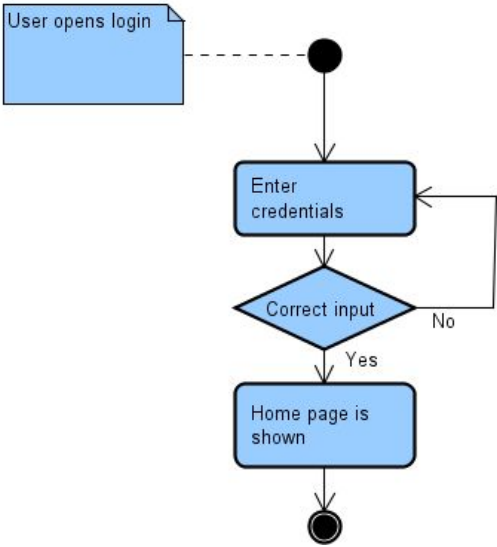 User opens login
Enter
credentials
Correct input
No
Yes
Home page is
shown